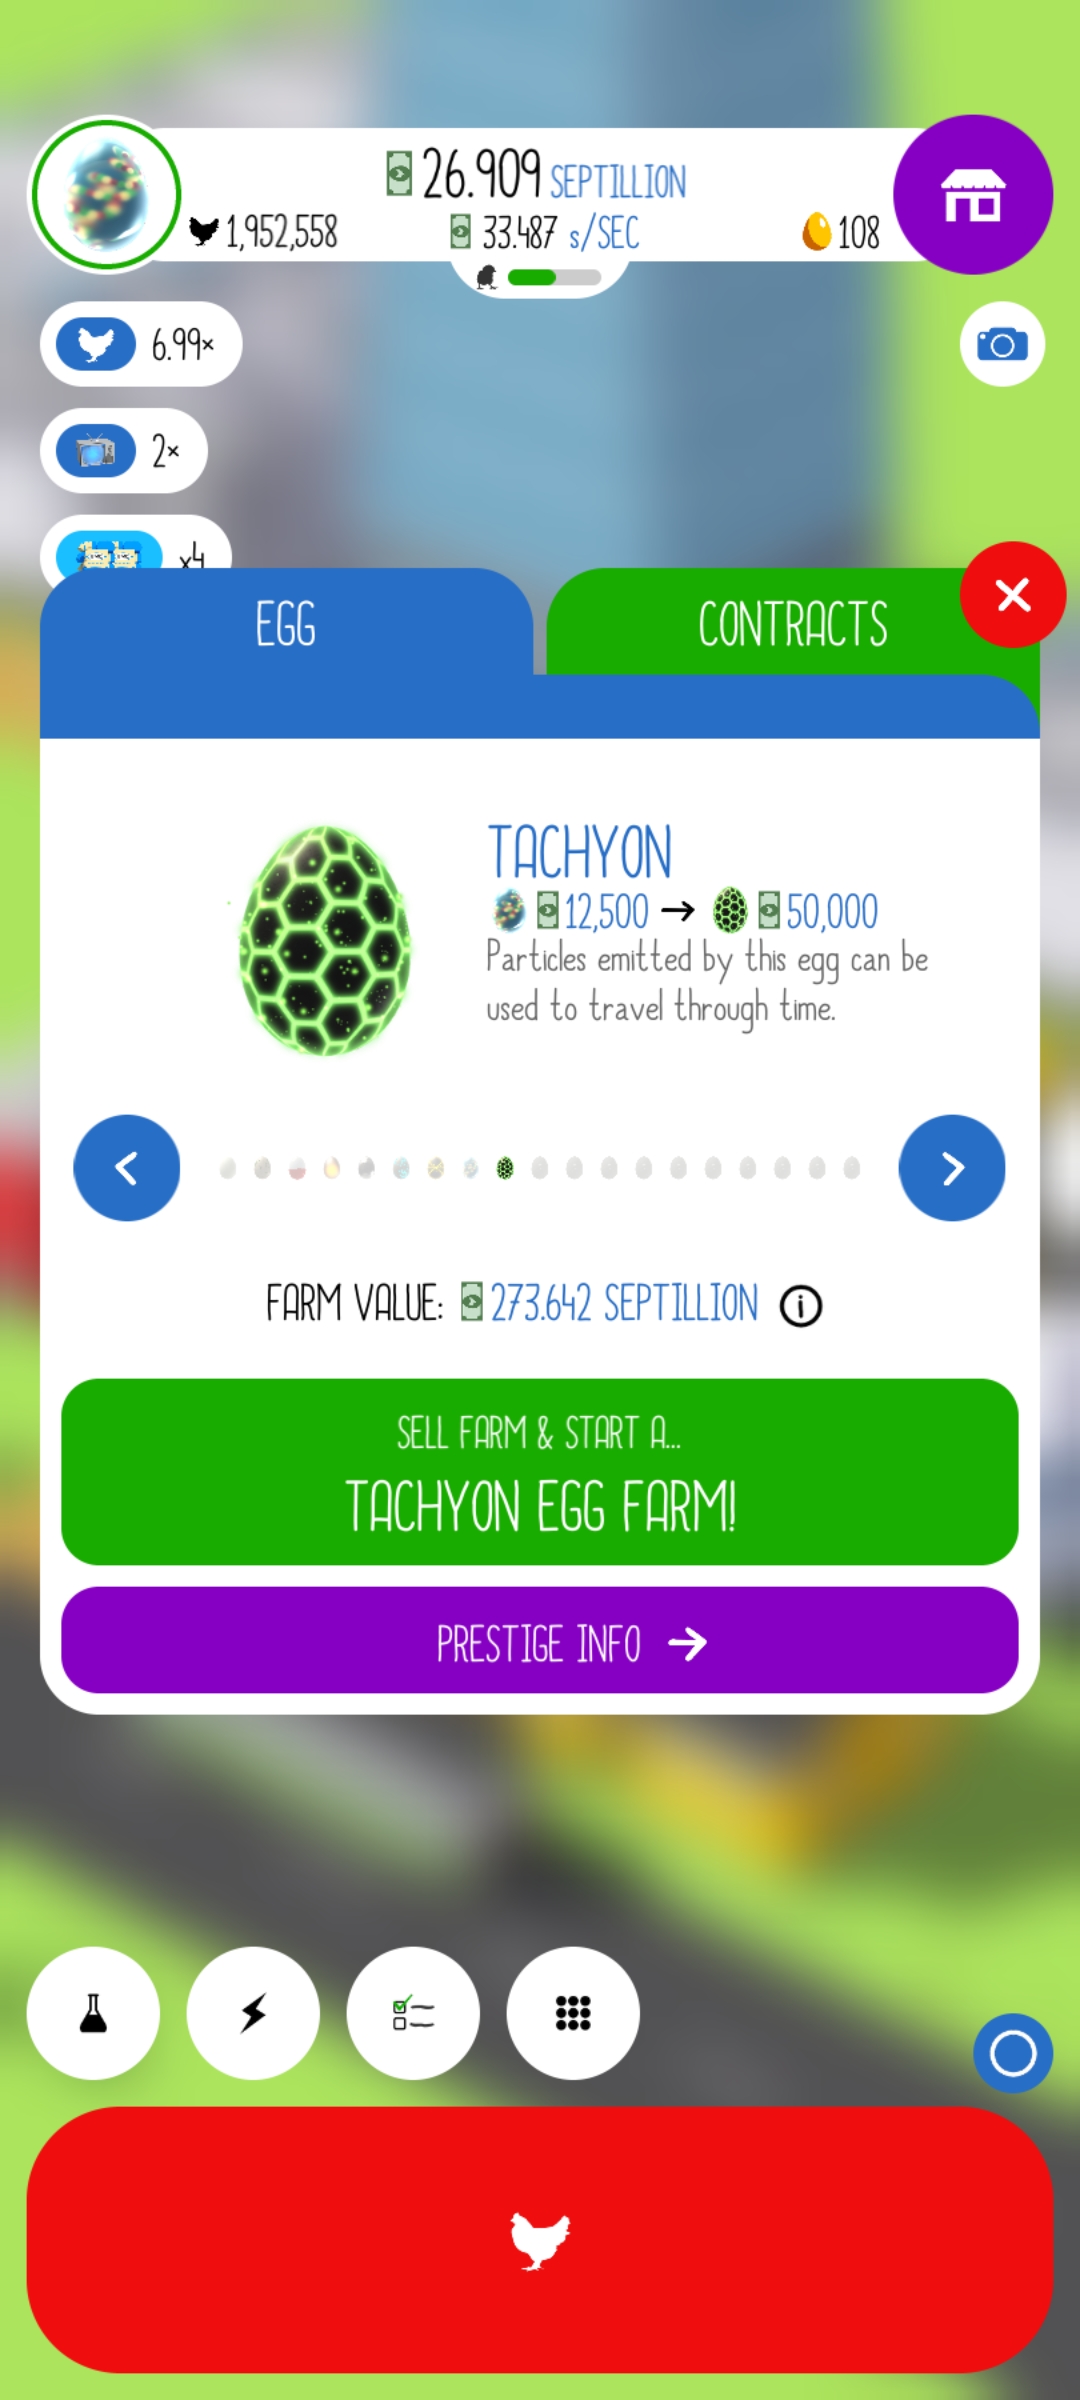 26.909 SEPTILLION
1,952,558
33.487 s/SEC
108
6.99×
2×
x4
EGG
CONTRACTS
TACHYON
12,500 → 50,000
Particles emitted by this egg can be
used to travel through time.
FARM VALUE: 273.642 SEPTILLION
SELL FARM & START A...
TACHYON EGG FARM!
PRESTIGE INFO →